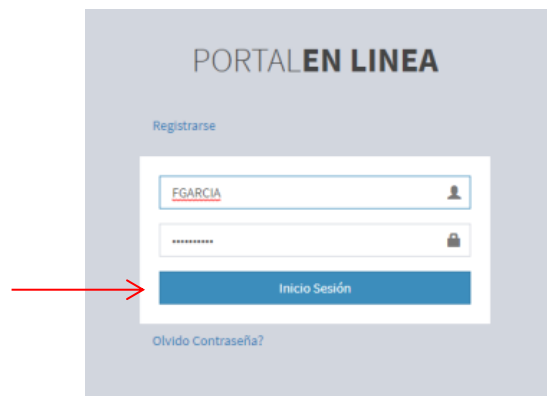 PORTALEN LINEA
Registrarse
FGARCIA
••••••••••
Inicio Sesión
Olvido Contraseña?